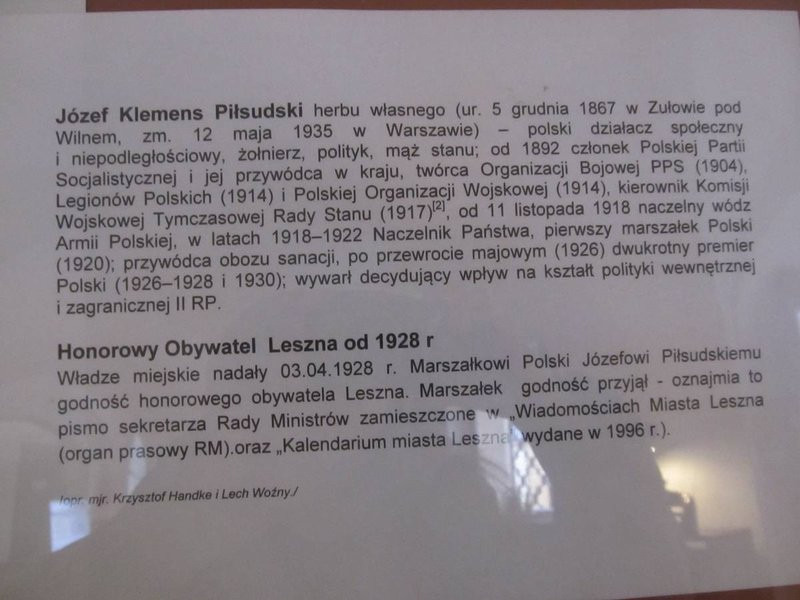 Józef Klemens Piłsudski herbu własnego (ur. 5 grudnia 1867 w Zułowie pod
Wilnem, zm. 12 maja 1935 w Warszawie) – polski działacz społeczny
i niepodległościowy, żołnierz, polityk, mąż stanu; od 1892 członek Polskiej Partii
Socjalistycznej i jej przywódca w kraju, twórca Organizacji Bojowej PPS (1904),
Legionów Polskich (1914) i Polskiej Organizacji Wojskowej (1914), kierownik Komisji
Wojskowej Tymczasowej Rady Stanu (1917)[2], od 11 listopada 1918 naczelny wódz
Armii Polskiej, w latach 1918–1922 Naczelnik Państwa, pierwszy marszałek Polski
(1920); przywódca obozu sanacji, po przewrocie majowym (1926) dwukrotny premier
Polski (1926–1928 i 1930); wywarł decydujący wpływ na kształt polityki wewnętrznej
i zagranicznej II RP.
Honorowy Obywatel Leszna od 1928 r
Władze miejskie nadały 03.04.1928 r. Marszałkowi Polski Józefowi Piłsudskiemu
godność honorowego obywatela Leszna. Marszałek godność przyjął - oznajmia to
pismo sekretarza Rady Ministrów zamieszczone w „Wiadomościach Miasta Leszna
(organ prasowy RM).oraz „Kalendarium miasta Leszna" wydane w 1996 r.).
/opr. mjr. Krzysztof Handke i Lech Woźny./